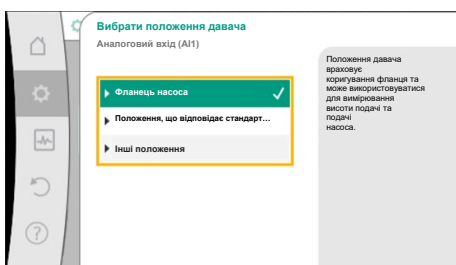 Вибрати положення давача
Аналоговий вхід (AI1)
Фланець насоса
Положення, що відповідає стандарт...
Інші положення
Положення давача
враховує
коригування фланця та
може використовуватися
для вимірювання
висоти подачі та
подачі
насоса.